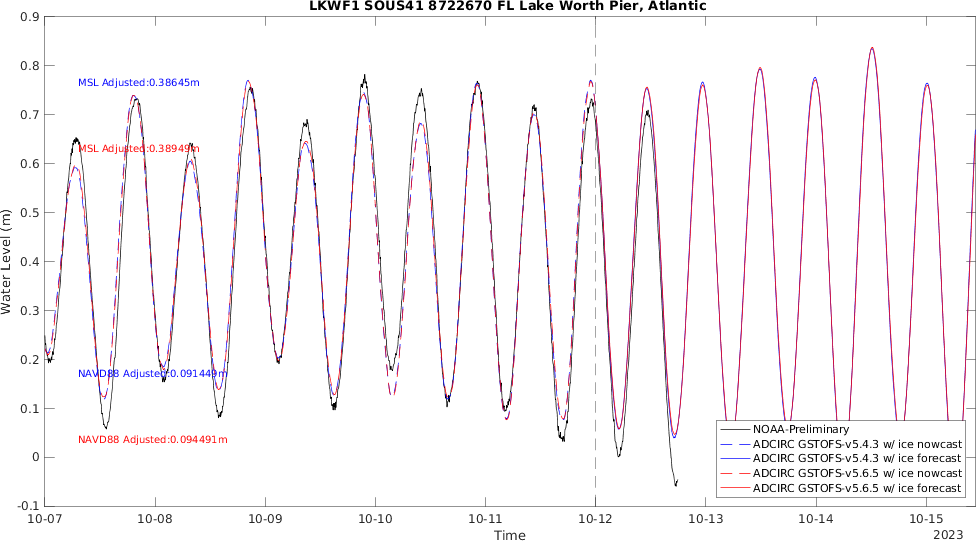 LKWF1 SOUS41 8722670 FL Lake Worth Pier, Atlantic
0.9
0.8
0.7
0.6
0.5
0.4
0.3
0.2
0.1
0
-0.1
Water Level (m)
MSL Adjusted:0.38645m
MSL Adjusted:0.38949m
NAVD88 Adjusted:0.091449m
NAVD88 Adjusted:0.094491m
NOAA-Preliminary
ADCIRC GSTOFS-v5.4.3 w/ ice nowcast
ADCIRC GSTOFS-v5.4.3 w/ ice forecast
ADCIRC GSTOFS-v5.6.5 w/ ice nowcast
ADCIRC GSTOFS-v5.6.5 w/ ice forecast
10-07 10-08 10-09 10-10 10-11 10-12 10-13 10-14 10-15
Time
2023